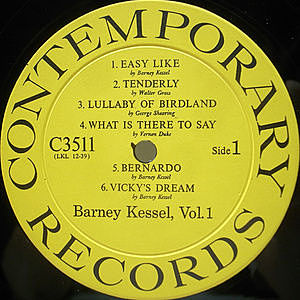 CONTEMPORARY
1. EASY LIKE
by Barney Kessel
2. TENDERLY
by Walter Gross
3. LULLABY OF BIRDLAND
by George Shearing
4. WHAT IS THERE TO SAY
by Vernon Duke
C3511
(LKL 12-39)
Side 1
5. BERNARDO
by Barney Kessel
6. VICKY'S DREAM
by Barney Kessel
Barney Kessel, Vol. 1
RECORDS